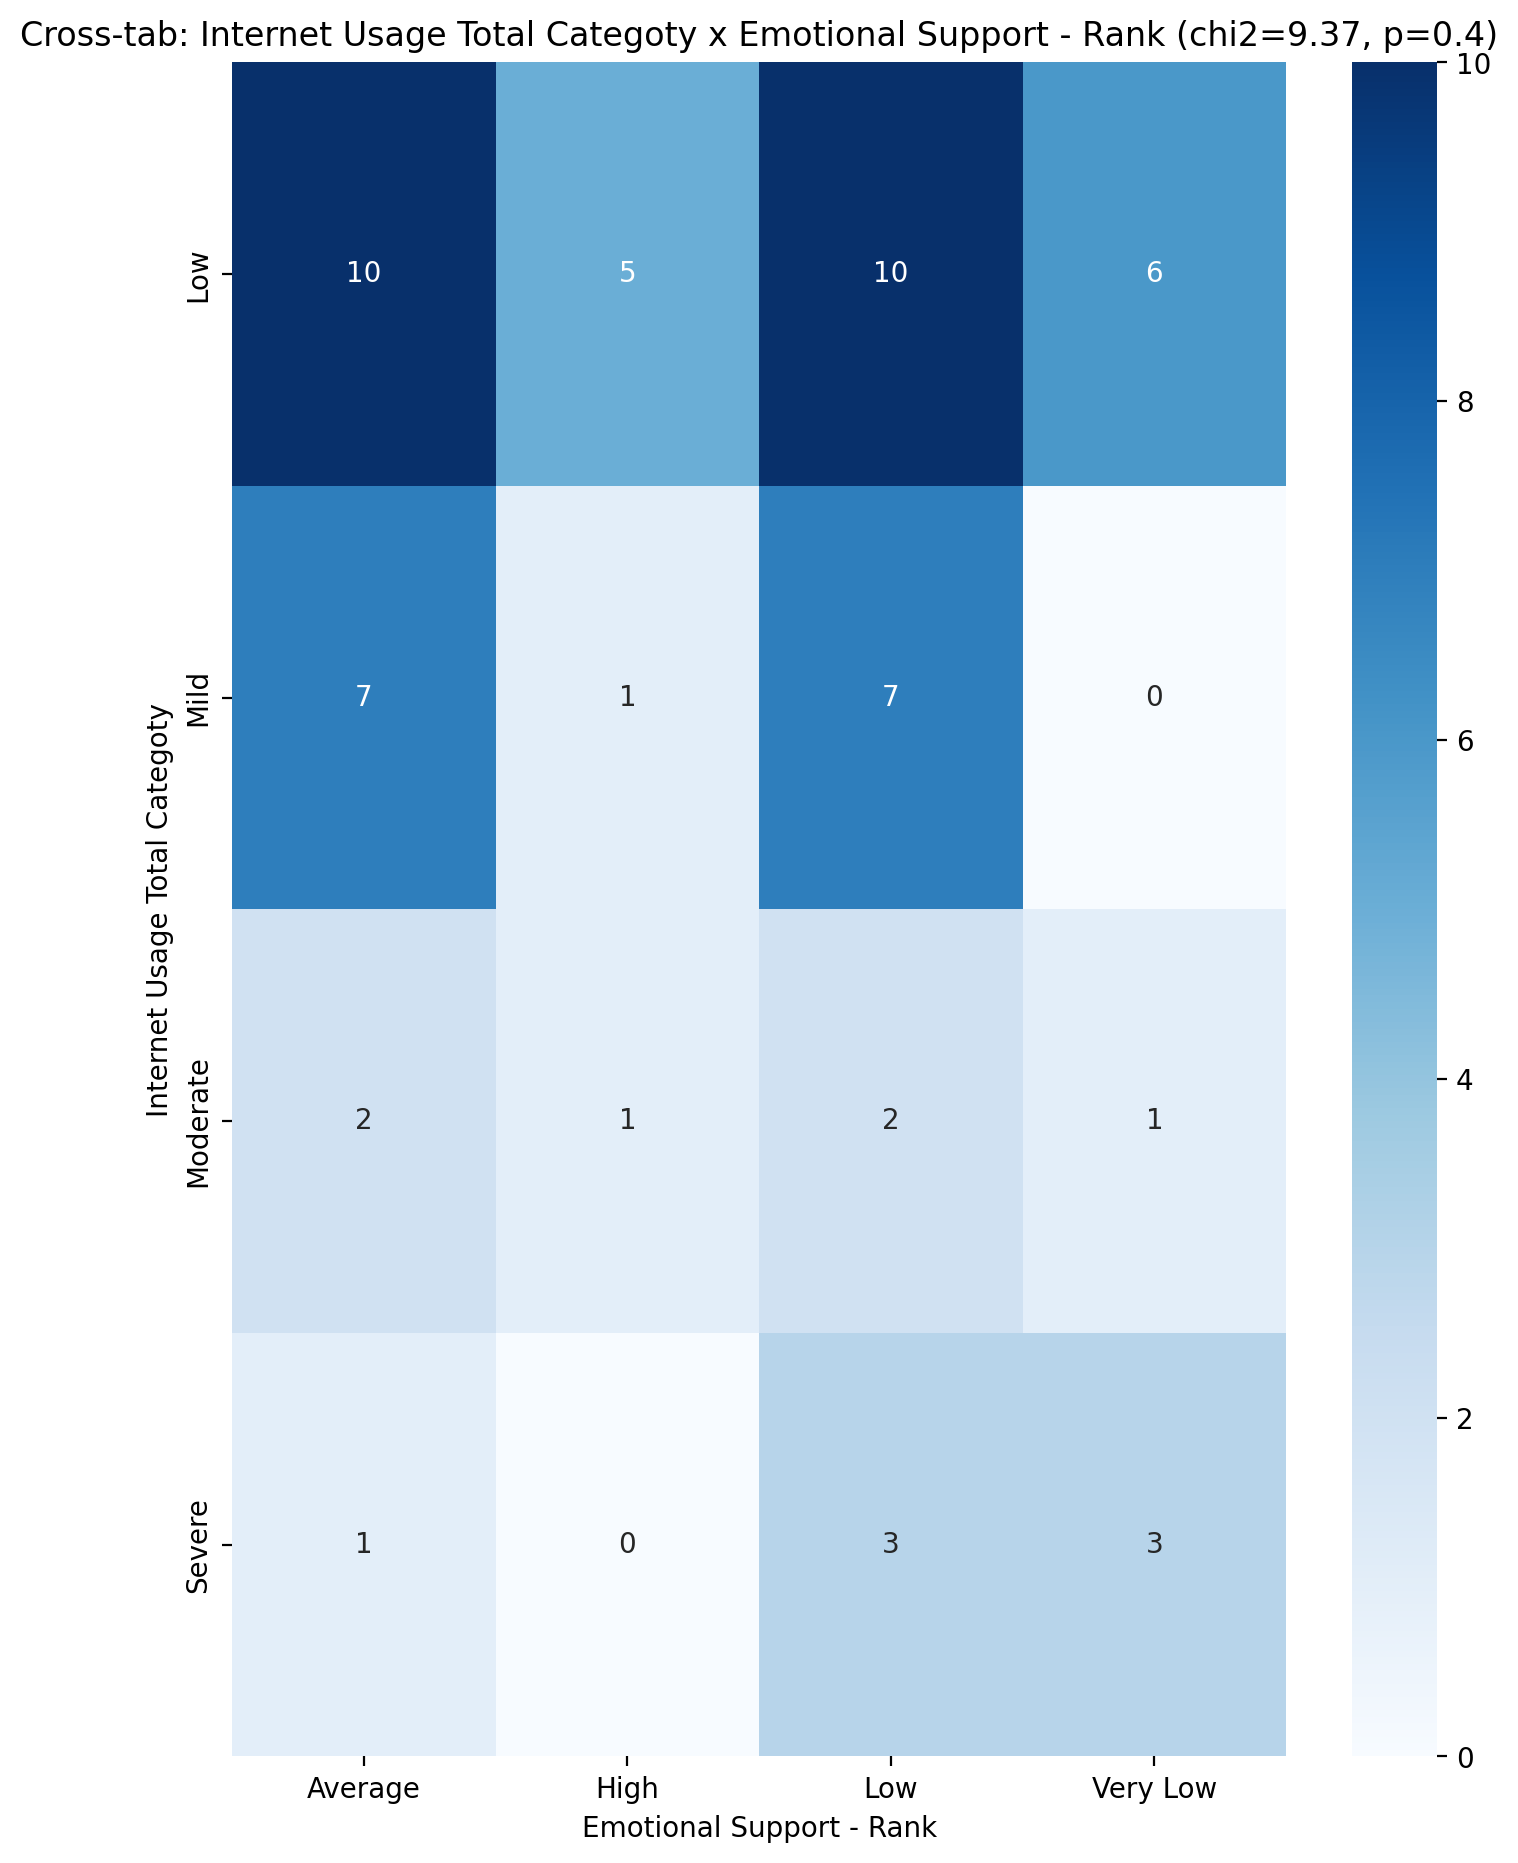 Cross-tab: Internet Usage Total Categoty x Emotional Support - Rank (chi2=9.37, p=0.4)
Internet Usage Total Categoty
Low
10 5 10 6
Mild
7 1 7 0
Moderate
2 1 2 1
Severe
1 0 3 3
Average High Low Very Low
Emotional Support - Rank
10
8
6
4
2
0